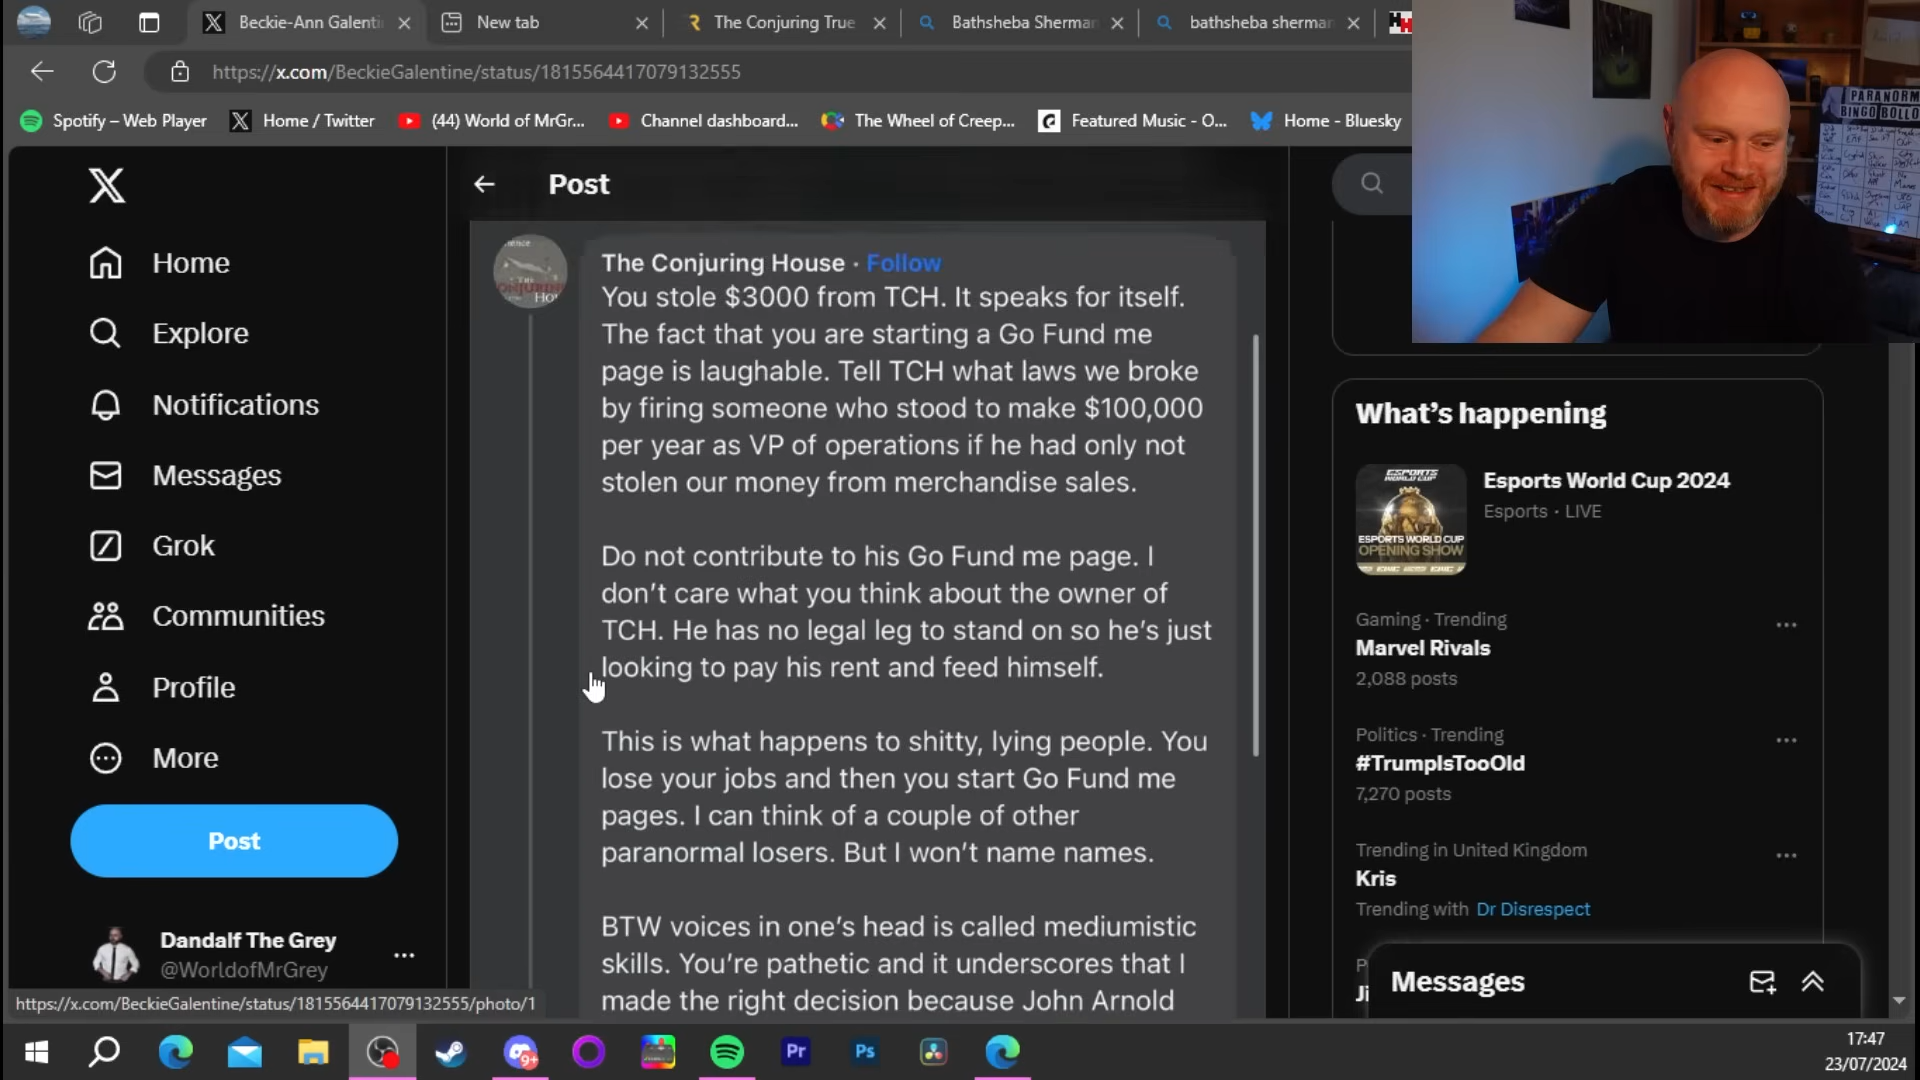 Beckie-Ann Galenti
New tab
The Conjuring True
Bathsheba Sherman
bathsheba sherman
https://x.com/BeckieGalentine/status/1815564417079132555
Spotify – Web Player
Home / Twitter
(44) World of MrGr...
Channel dashboard...
The Wheel of Creep...
Featured Music - O...
Home - Bluesky
PARANORM
BINGO BOLLO
Home
Explore
Notifications
Messages
Grok
Communities
Profile
More
Post
Dandalf The Grey
@WorldofMrGrey
https://x.com/BeckieGalentine/status/1815564417079132555/photo/1
Post
The Conjuring House · Follow
You stole $3000 from TCH. It speaks for itself.
The fact that you are starting a Go Fund me
page is laughable. Tell TCH what laws we broke
by firing someone who stood to make $100,000
per year as VP of operations if he had only not
stolen our money from merchandise sales.
Do not contribute to his Go Fund me page. I
don't care what you think about the owner of
TCH. He has no legal leg to stand on so he's just
looking to pay his rent and feed himself.
This is what happens to shitty, lying people. You
lose your jobs and then you start Go Fund me
pages. I can think of a couple of other
paranormal losers. But I won't name names.
BTW voices in one's head is called mediumistic
skills. You're pathetic and it underscores that I
made the right decision because John Arnold
What's happening
ESPORTS WORLD CUP
OPENING SHOW
Esports World Cup 2024
Esports · LIVE
Gaming · Trending
Marvel Rivals
2,088 posts
Politics · Trending
#TrumpIsTooOld
7,270 posts
Trending in United Kingdom
Kris
Trending with Dr Disrespect
Messages
9+
Pr
Ps
17:47
23/07/2024